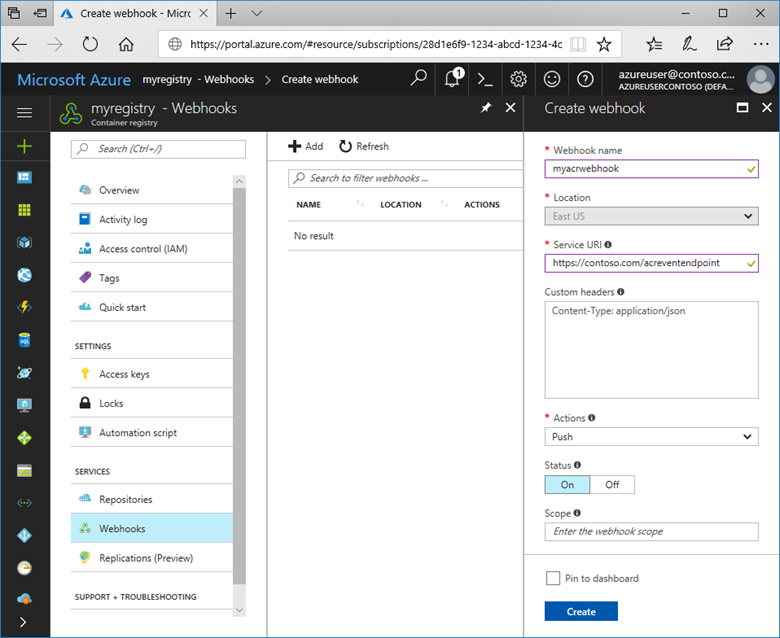 Create webhook - Micro
https://portal.azure.com/#resource/subscriptions/28d1e6f9-1234-abcd-1234-4c
Microsoft Azure myregistry - Webhooks > Create webhook
1
azureuser@contoso.c...
AZUREUSERCONTOSO (DEFA...
myregistry - Webhooks
Container registry
Search (Ctrl+/)
Overview
Activity log
Access control (IAM)
Tags
Quick start
SETTINGS
Access keys
Locks
Automation script
SERVICES
Repositories
Webhooks
Replications (Preview)
SUPPORT + TROUBLESHOOTING
Add Refresh
Search to filter webhooks ...
NAME LOCATION ACTIONS
No result
Create webhook
* Webhook name
myacrwebhook
* Location
East US
* Service URI
https://contoso.com/acreventendpoint
Custom headers
Content-Type: application/json
* Actions
Push
Status
On Off
Scope
Enter the webhook scope
Pin to dashboard
Create
SQL